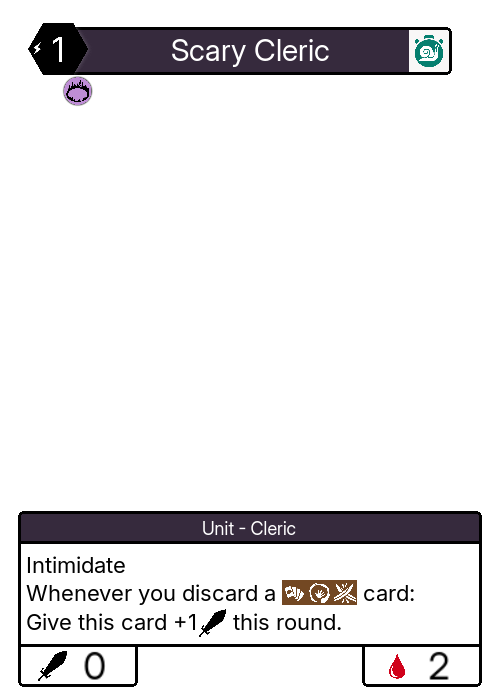 1
Scary Cleric
Unit - Cleric
Intimidate
Whenever you discard a card:
Give this card +1 this round.
0
2